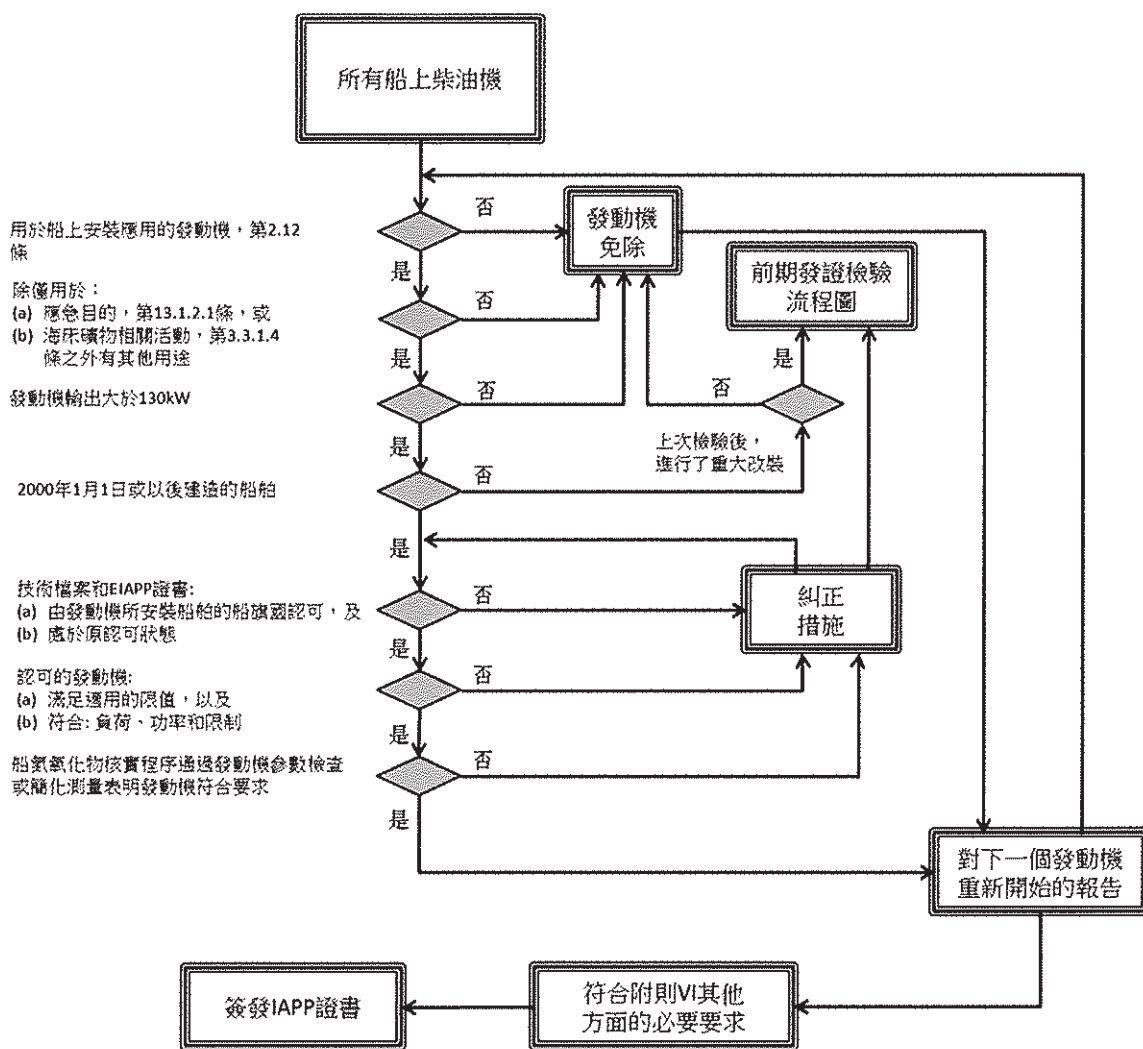 所有船上柴油機
用於船上安裝應用的發動機，第2.12
條
否
發動機
免除
是
前期發證檢驗
流程圖
除僅用於：
(a) 應急目的，第13.1.2.1條，或
(b) 海床礦物相關活動，第3.3.1.4
條之外有其他用途
否
是
是
發動機輸出大於130kW
否
否
是
上次檢驗後，
進行了重大改裝
2000年1月1日或以後建造的船舶
否
是
技術檔案和EIAPP證書:
(a) 由發動機所安裝船舶的船旗國認可，及
(b) 處於原認可狀態
否
糾正
措施
是
認可的發動機:
(a) 滿足適用的限值，以及
(b) 符合: 負荷、功率和限制
否
是
船氮氧化物核實程序通過發動機參數檢查
或簡化測量表明發動機符合要求
否
是
對下一個發動機
重新開始的報告
簽發IAPP證書
符合附則VI其他
方面的必要要求